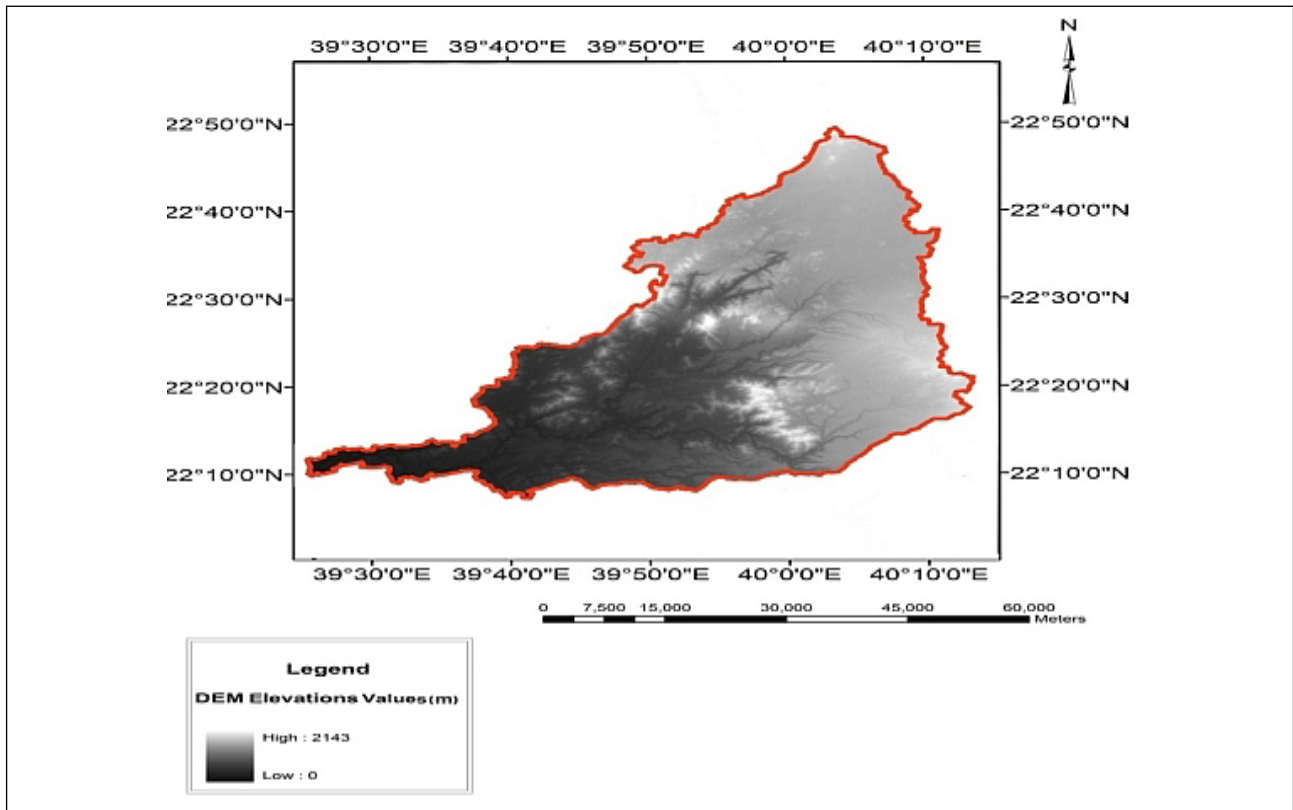 N
39°30'0"E 39°40'0"E 39°50'0"E 40°0'0"E 40°10'0"E
22°50'0"N 22°50'0"N
22°40'0"N 22°40'0"N
22°30'0"N 22°30'0"N
22°20'0"N 22°20'0"N
22°10'0"N 22°10'0"N
39°30'0"E 39°40'0"E 39°50'0"E 40°0'0"E 40°10'0"E
0 7,500 15,000 30,000 45,000 60,000
Meters
Legend
DEM Elevations Values(m)
High : 2143
Low : 0